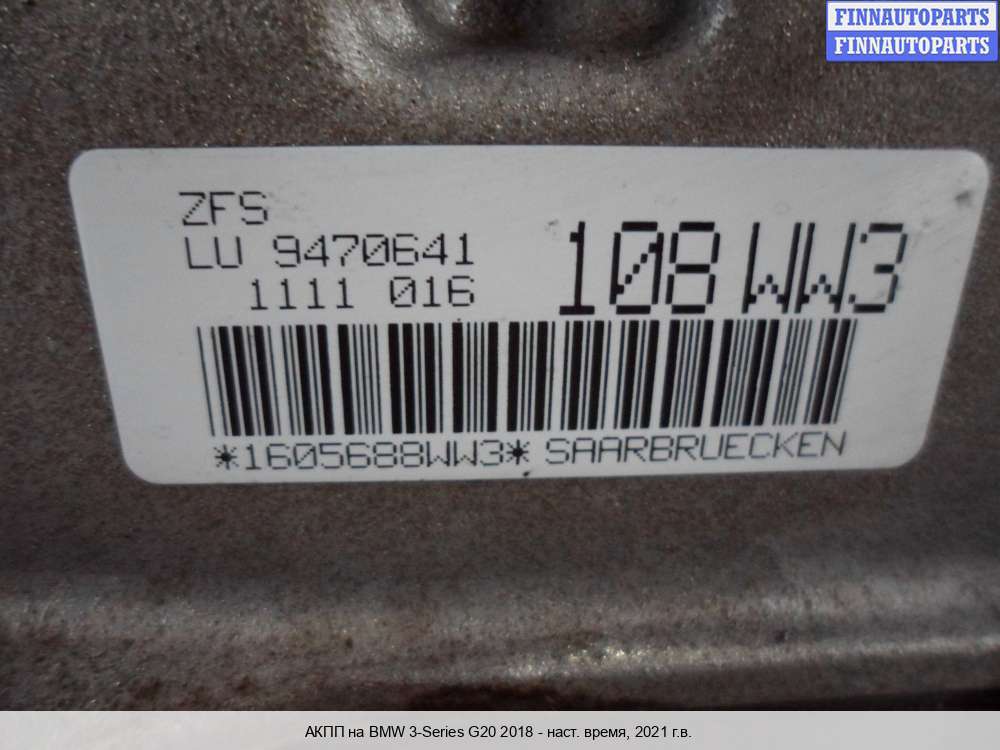 FINNAUTOPARTS
FINNAUTOPARTS
ZFS
LU 9470641
1111 016
108 WW3
*1605688WW3* SAARBRUECKEN
АКПП на BMW 3-Series G20 2018 - наст. время, 2021 г.в.